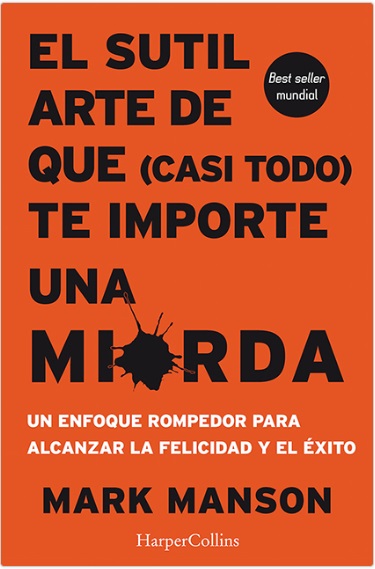 EL SUTIL
Best seller
mundial
ARTE DE
QUE (CASI TODO)
TE IMPORTE
UNA
MI RDA
UN ENFOQUE ROMPEDOR PARA
ALCANZAR LA FELICIDAD Y EL ÉXITO
MARK MANSON
HarperCollins